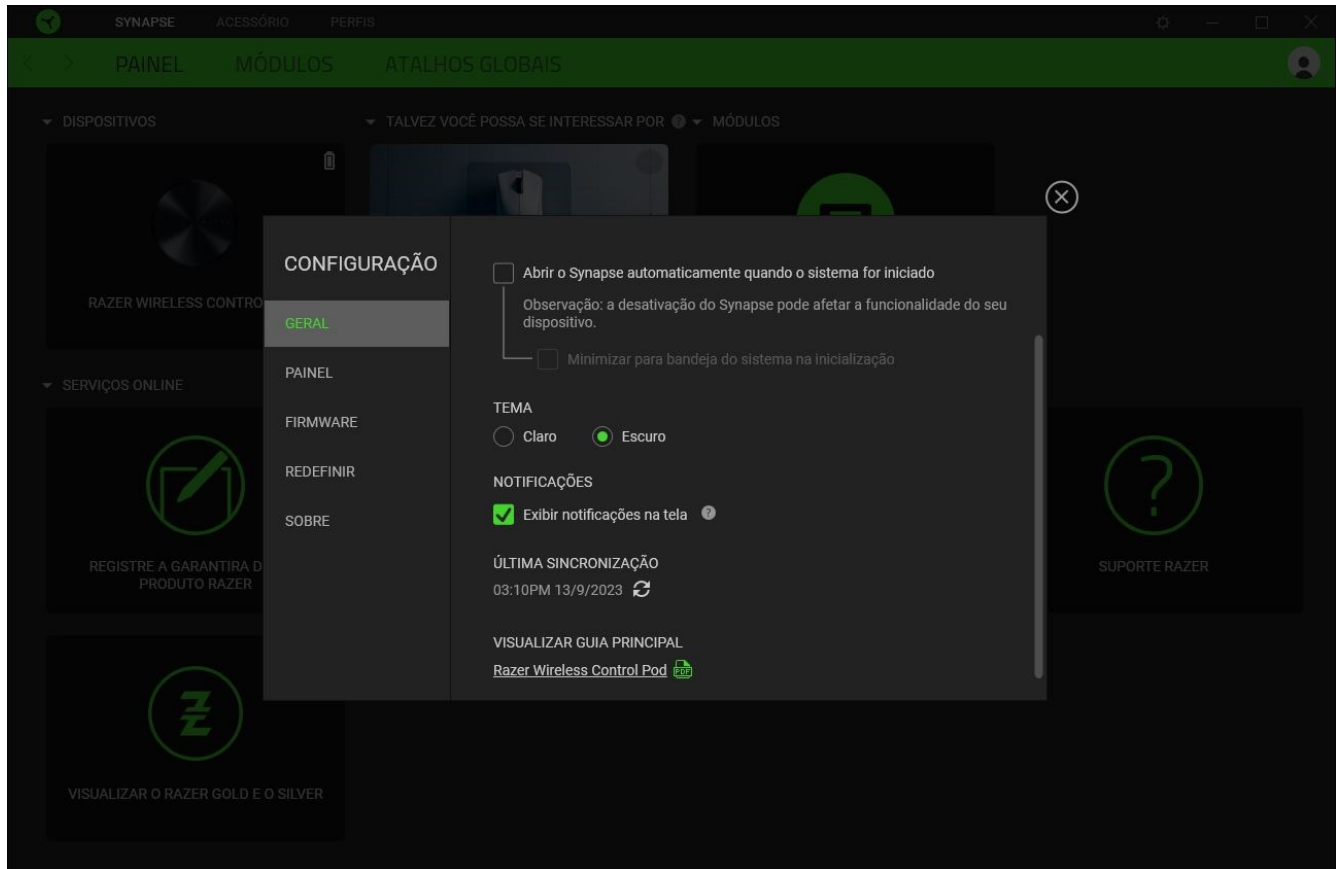 SYNAPSE ACESSÓRIO PERFIS
PAINEL MÓDULOS ATALHOS GLOBAIS
DISPOSITIVOS
TALVEZ VOCÊ POSSA SE INTERESSAR POR
MÓDULOS
RAZER WIRELESS CONTRO
SERVIÇOS ONLINE
REGISTRE A GARANTIRA D
PRODUTO RAZER
SUPORTE RAZER
VISUALIZAR O RAZER GOLD E O SILVER
CONFIGURAÇÃO
GERAL
PAINEL
FIRMWARE
REDEFINIR
SOBRE
Abrir o Synapse automaticamente quando o sistema for iniciado
Observação: a desativação do Synapse pode afetar a funcionalidade do seu
dispositivo.
Minimizar para bandeja do sistema na inicialização
TEMA
Claro Escuro
NOTIFICAÇÕES
Exibir notificações na tela
ÚLTIMA SINCRONIZAÇÃO
03:10PM 13/9/2023
VISUALIZAR GUIA PRINCIPAL
Razer Wireless Control Pod PDF